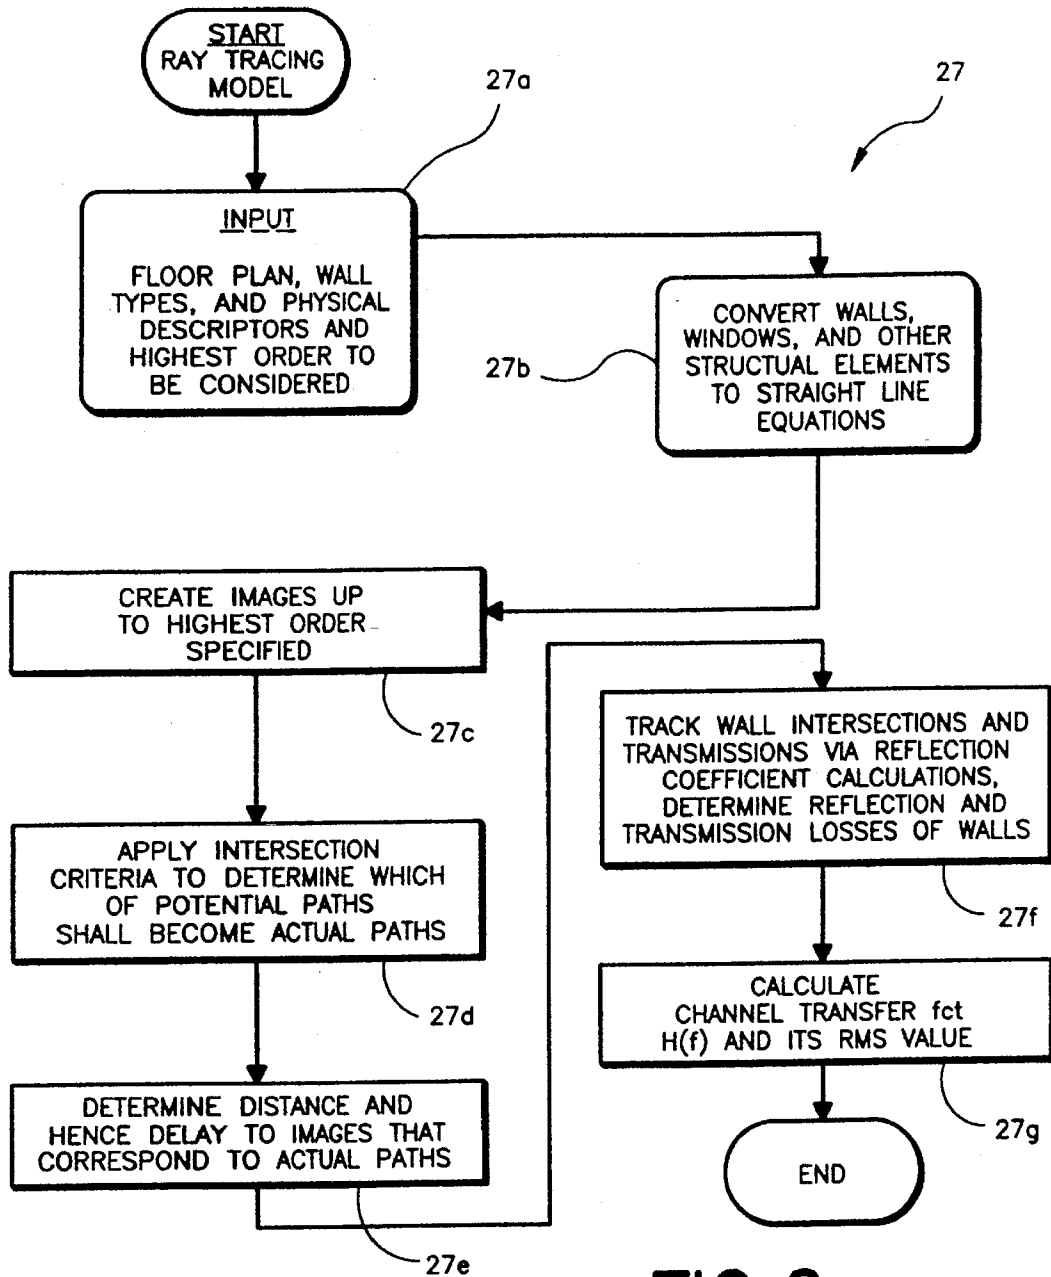 START
RAY TRACING
MODEL
27a
27
INPUT
FLOOR PLAN, WALL
TYPES, AND PHYSICAL
DESCRIPTORS AND
HIGHEST ORDER TO
BE CONSIDERED
CONVERT WALLS,
WINDOWS, AND OTHER
STRUCTUAL ELEMENTS
TO STRAIGHT LINE
EQUATIONS
27b
CREATE IMAGES UP
TO HIGHEST ORDER
SPECIFIED
27c
APPLY INTERSECTION
CRITERIA TO DETERMINE WHICH
OF POTENTIAL PATHS
SHALL BECOME ACTUAL PATHS
27d
DETERMINE DISTANCE AND
HENCE DELAY TO IMAGES THAT
CORRESPOND TO ACTUAL PATHS
27e
TRACK WALL INTERSECTIONS AND
TRANSMISSIONS VIA REFLECTION
COEFFICIENT CALCULATIONS,
DETERMINE REFLECTION AND
TRANSMISSION LOSSES OF WALLS
27f
CALCULATE
CHANNEL TRANSFER fct
H(f) AND ITS RMS VALUE
27g
END